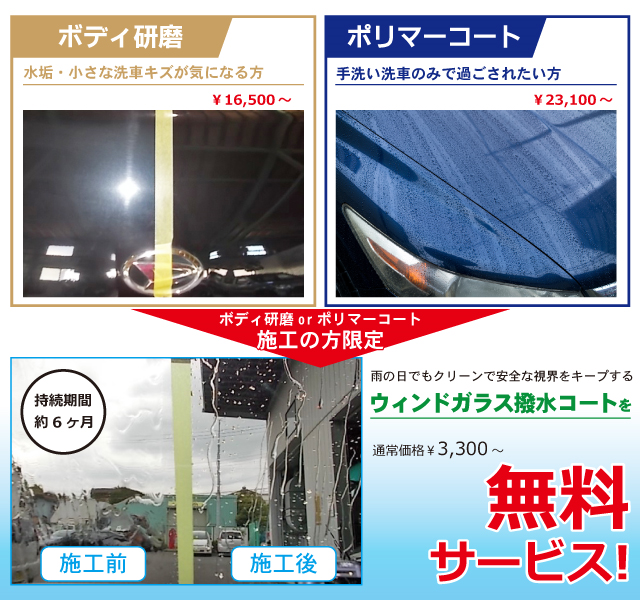 ボディ研磨
水垢・小さな洗車キズが気になる方
¥16,500～
ポリマーコート
手洗い洗車のみで過ごされたい方
¥23,100～
ボディ研磨 or ポリマーコート
施工の方限定
持続期間
約6ヶ月
施工前
施工後
雨の日でもクリーンで安全な視界をキープする
ウィンドガラス撥水コートを
通常価格¥3,300～
無料
サービス!